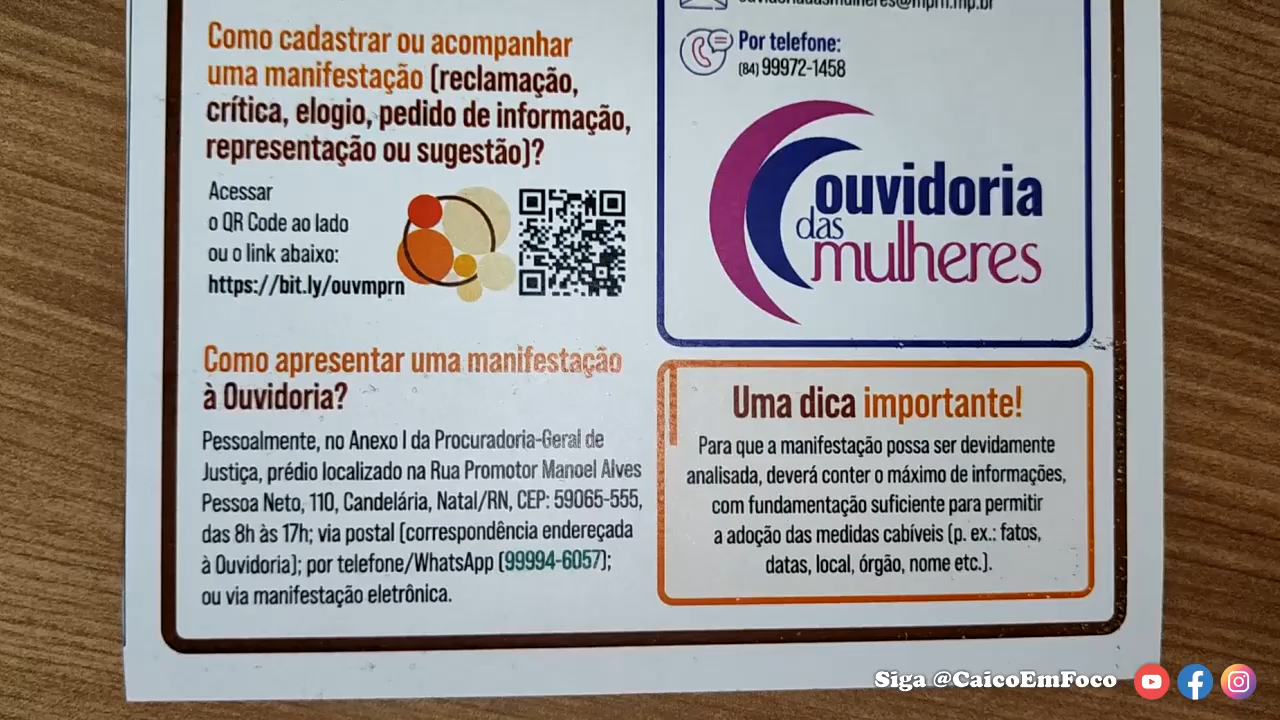 Como cadastrar ou acompanhar
uma manifestação (reclamação,
crítica, elogio, pedido de informação,
representação ou sugestão)?
Acessar
o QR Code ao lado
ou o link abaixo:
https://bit.ly/ouvmprn
Como apresentar uma manifestação
à Ouvidoria?
Pessoalmente, no Anexo I da Procuradoria-Geral de
Justiça, prédio localizado na Rua Promotor Manoel Alves
Pessoa Neto, 110, Candelária, Natal/RN, CEP: 59065-555,
das 8h às 17h; via postal (correspondência endereçada
à Ouvidoria); por telefone/WhatsApp (99994-6057);
ou via manifestação eletrônica.
ouvidoriadasmulheres@mprn.mp.br
Por telefone:
(84) 99972-1458
ouvidoria
das
mulheres
Uma dica importante!
Para que a manifestação possa ser devidamente
analisada, deverá conter o máximo de informações,
com fundamentação suficiente para permitir
a adoção das medidas cabíveis (p. ex.: fatos,
datas, local, órgão, nome etc.).
Siga @CaicoEmFoco